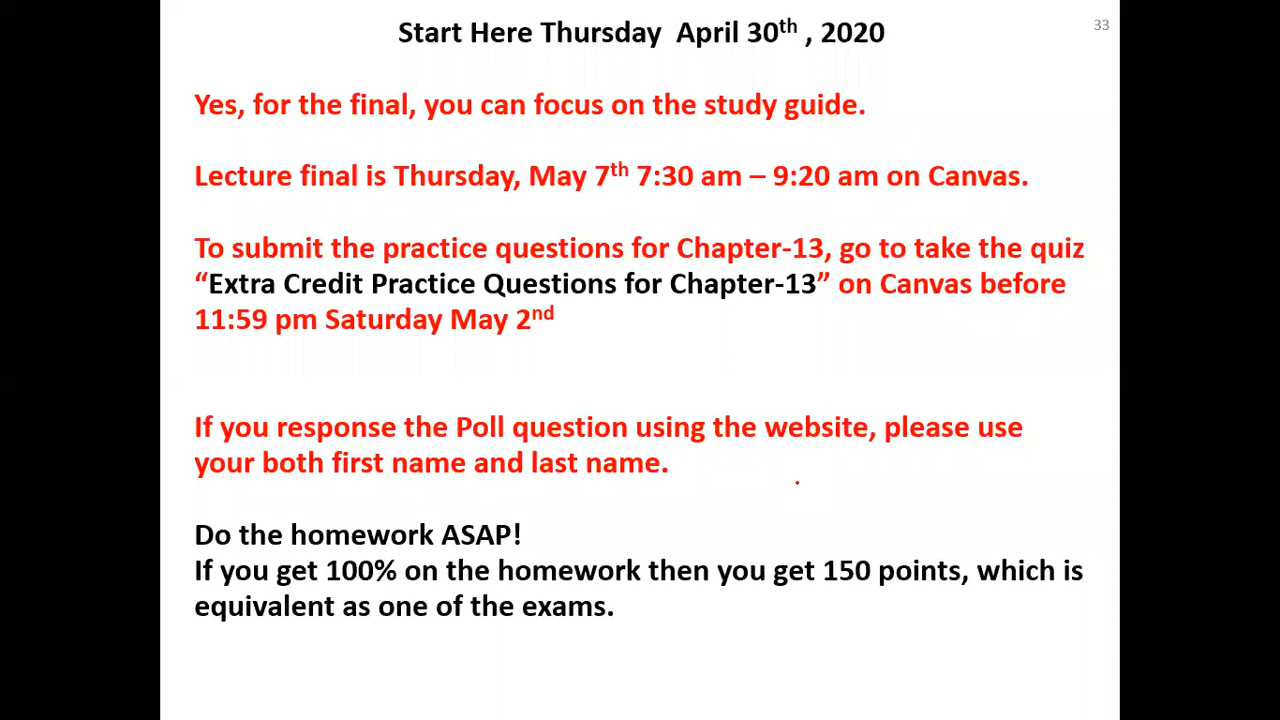 Start Here Thursday April 30th , 2020
33
Yes, for the final, you can focus on the study guide.
Lecture final is Thursday, May 7th 7:30 am – 9:20 am on Canvas.
To submit the practice questions for Chapter-13, go to take the quiz
“Extra Credit Practice Questions for Chapter-13” on Canvas before
11:59 pm Saturday May 2nd
If you response the Poll question using the website, please use
your both first name and last name.
Do the homework ASAP!
If you get 100% on the homework then you get 150 points, which is
equivalent as one of the exams.